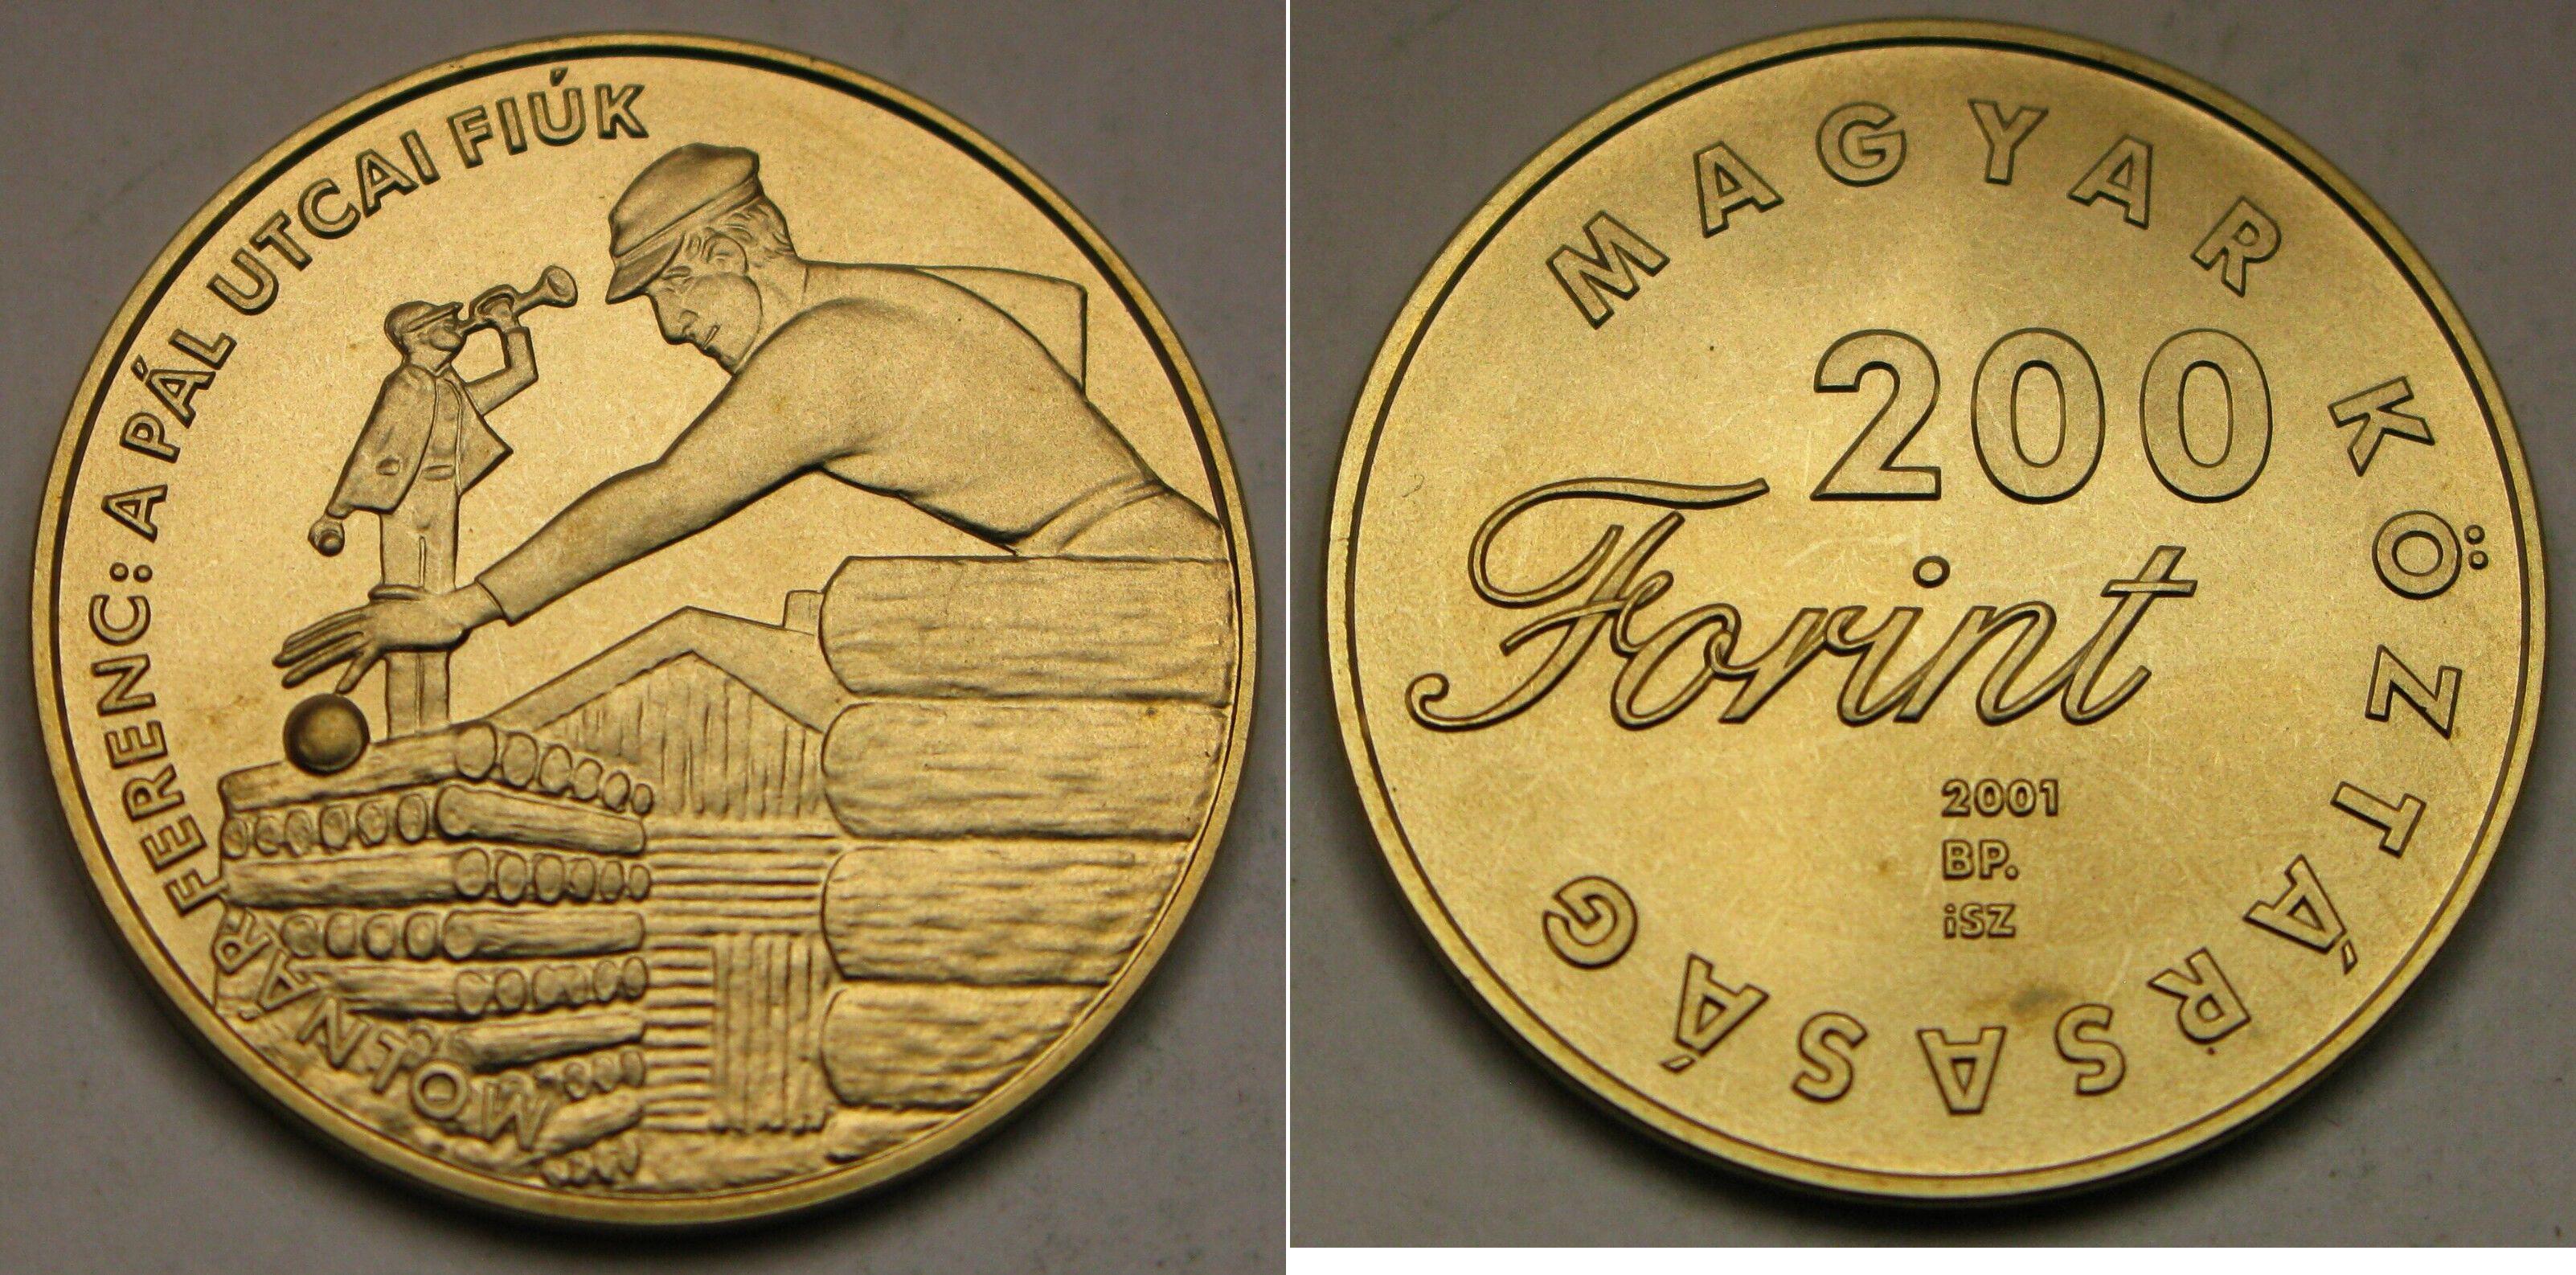 MOLNÁR FERENC: A PÁL UTCAI FIÚK
MAGYAR KÖZTÁRSASÁG
200
Forint
2001
BP.
iSZ